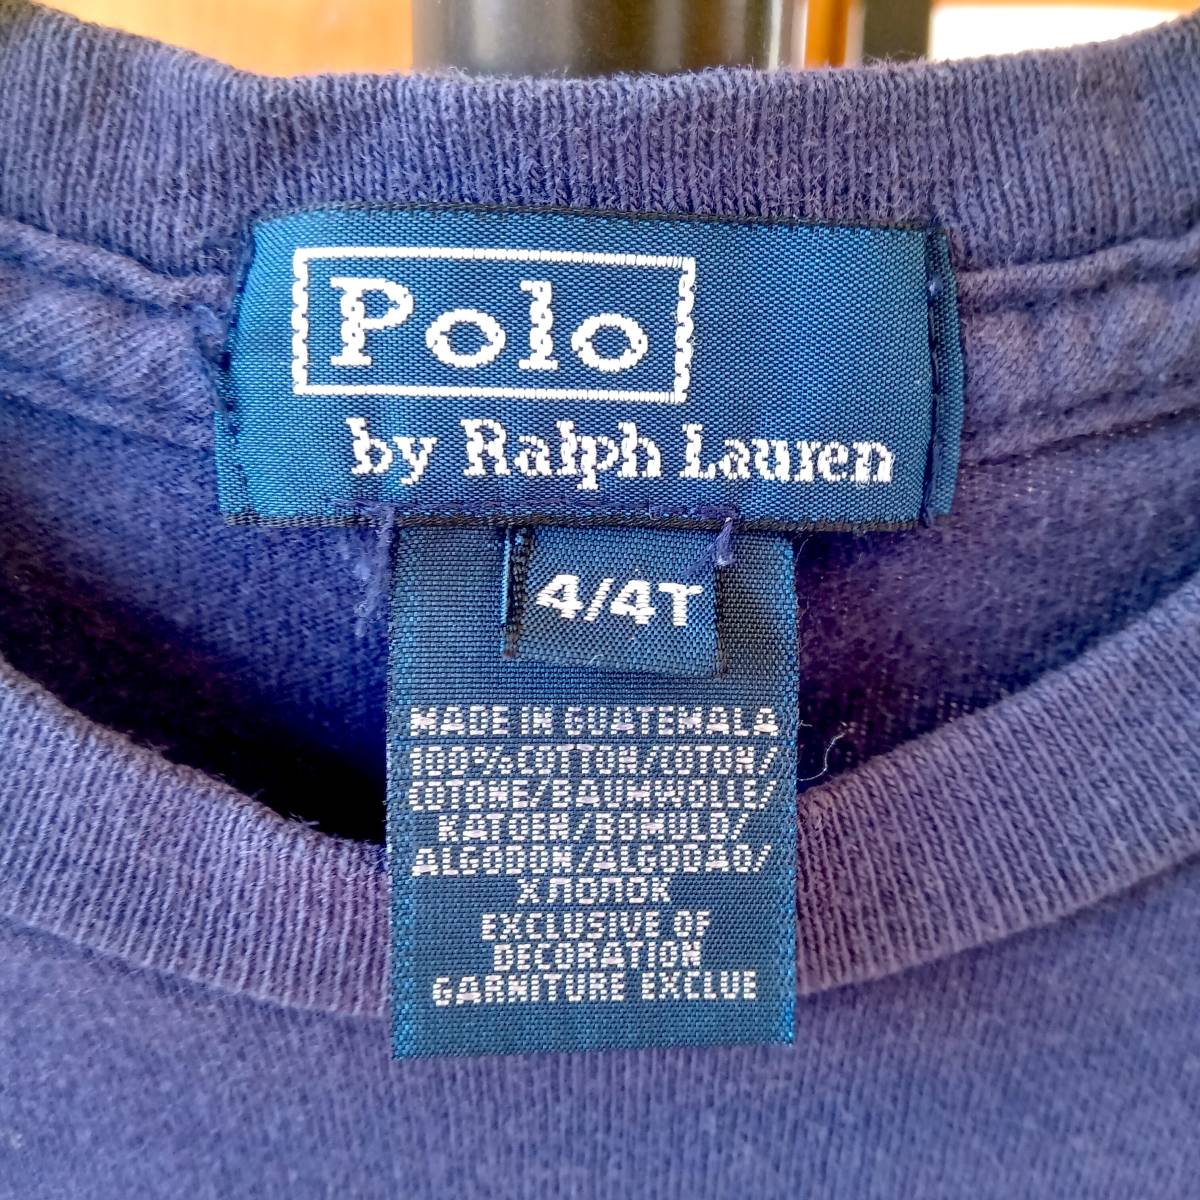 Polo
by Ralph Lauren
4/4T
MADE IN GUATEMALA
100% COTTON/COTON/
COTONE/BAUMWOLLE/
KATOEN/BOMULD/
ALGODON/ALGODAO/
ХЛОПОК
EXCLUSIVE OF
DECORATION
GARNITURE EXCLUE